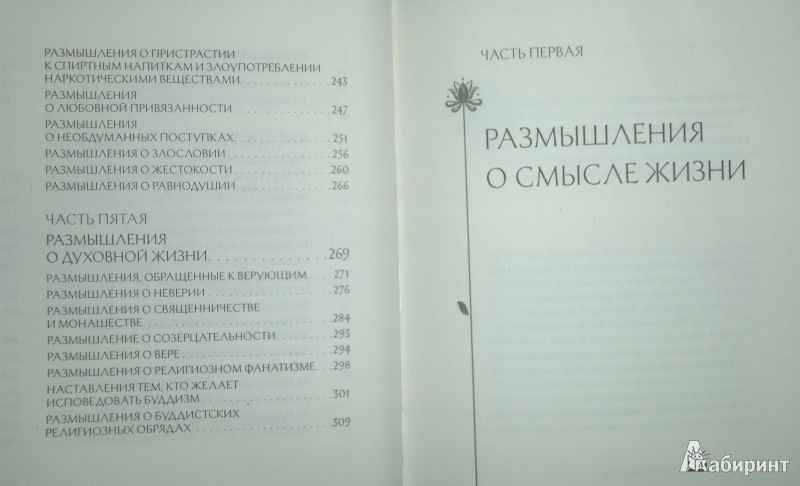 РАЗМЫШЛЕНИЯ О ПРИСТРАСТИИ
К СПИРТНЫМ НАПИТКАМ И ЗЛОУПОТРЕБЛЕНИИ
НАРКОТИЧЕСКИМИ ВЕЩЕСТВАМИ. . . . . . . . . . . . . . . 243
РАЗМЫШЛЕНИЯ
О ЛЮБОВНОЙ ПРИВЯЗАННОСТИ . . . . . . . . . . . . . . . 247
РАЗМЫШЛЕНИЯ
О НЕОБДУМАННЫХ ПОСТУПКАХ. . . . . . . . . . . . . . . 251
РАЗМЫШЛЕНИЯ О ЗЛОСЛОВИИ . . . . . . . . . . . . . . . 256
РАЗМЫШЛЕНИЯ О ЖЕСТОКОСТИ . . . . . . . . . . . . . . . 260
РАЗМЫШЛЕНИЯ О РАВНОДУШИИ . . . . . . . . . . . . . . . 266
ЧАСТЬ ПЯТАЯ
РАЗМЫШЛЕНИЯ
О ДУХОВНОЙ ЖИЗНИ. . . . . . . . . . . . . . . 269
РАЗМЫШЛЕНИЯ, ОБРАЩЕННЫЕ К ВЕРУЮЩИМ . . . . 271
РАЗМЫШЛЕНИЯ О НЕВЕРИИ . . . . . . . . . . . . . . . 276
РАЗМЫШЛЕНИЯ О СВЯЩЕННИЧЕСТВЕ
И МОНАШЕСТВЕ . . . . . . . . . . . . . . . 284
РАЗМЫШЛЕНИЕ О СОЗЕРЦАТЕЛЬНОСТИ. . . . . . . . 293
РАЗМЫШЛЕНИЯ О ВЕРЕ . . . . . . . . . . . . . . . 294
РАЗМЫШЛЕНИЯ О РЕЛИГИОЗНОМ ФАНАТИЗМЕ . . . 298
НАСТАВЛЕНИЯ ТЕМ, КТО ЖЕЛАЕТ
ИСПОВЕДОВАТЬ БУДДИЗМ . . . . . . . . . . . . . . . 301
РАЗМЫШЛЕНИЯ О БУДДИСТСКИХ
РЕЛИГИОЗНЫХ ОБРЯДАХ . . . . . . . . . . . . . . . 309
ЧАСТЬ ПЕРВАЯ
РАЗМЫШЛЕНИЯ
О СМЫСЛЕ ЖИЗНИ
Лабиринт